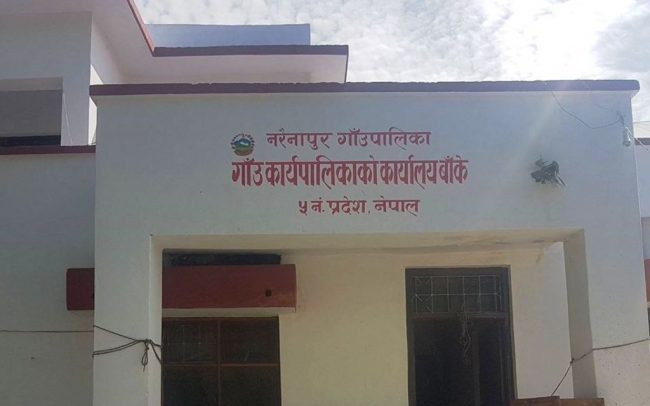 नरैनापुर गाँउपालिका
गाँउ कार्यपालिकाको कार्यालय बाँके
५ नं. प्रदेश, नेपाल